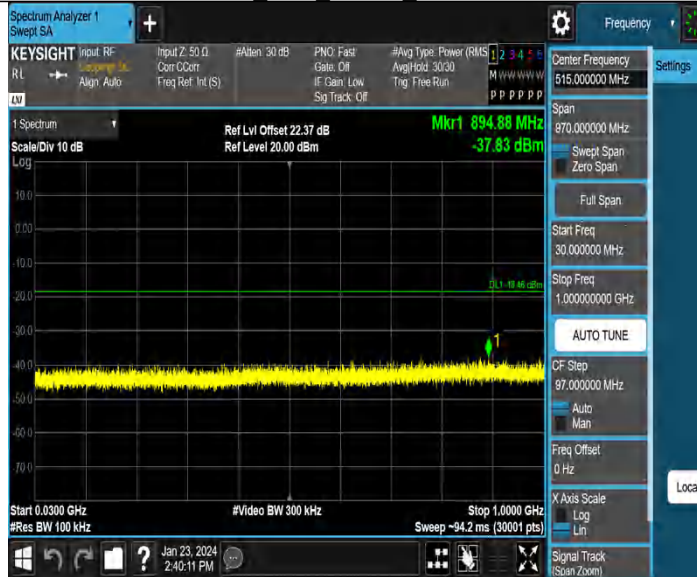 Spectrum Analyzer 1
Swept SA
+
Frequency
KEYSIGHT
RL
Input: RF
Align: Auto
Input Z: 50 Ω
Corr CCorr
Freq Ref: Int (S)
#Atten: 30 dB
PNO: Fast
Gate: Off
IF Gain: Low
Sig Track: Off
#Avg Type: Power (RMS
Avg|Hold: 30/30
Trig: Free Run
1 2 3 4 5 6
M W W W W W
P P P P P P
LXI
1 Spectrum
Scale/Div 10 dB
Ref Lvl Offset 22.37 dB
Ref Level 20.00 dBm
Mkr1 894.88 MHz
-37.83 dBm
Log
10.0
0.00
-10.0
-20.0
-30.0
-40.0
-50.0
-60.0
-70.0
DL1 -18.46 dBm
1
Start 0.0300 GHz
#Res BW 100 kHz
#Video BW 300 kHz
Stop 1.0000 GHz
Sweep ~94.2 ms (30001 pts)
Jan 23, 2024
2:40:11 PM
?
Center Frequency
515.000000 MHz
Settings
Span
970.000000 MHz
Swept Span
Zero Span
Full Span
Start Freq
30.000000 MHz
Stop Freq
1.000000000 GHz
AUTO TUNE
CF Step
97.000000 MHz
Auto
Man
Freq Offset
0 Hz
X Axis Scale
Log
Lin
Loca
Signal Track
(Span Zoom)